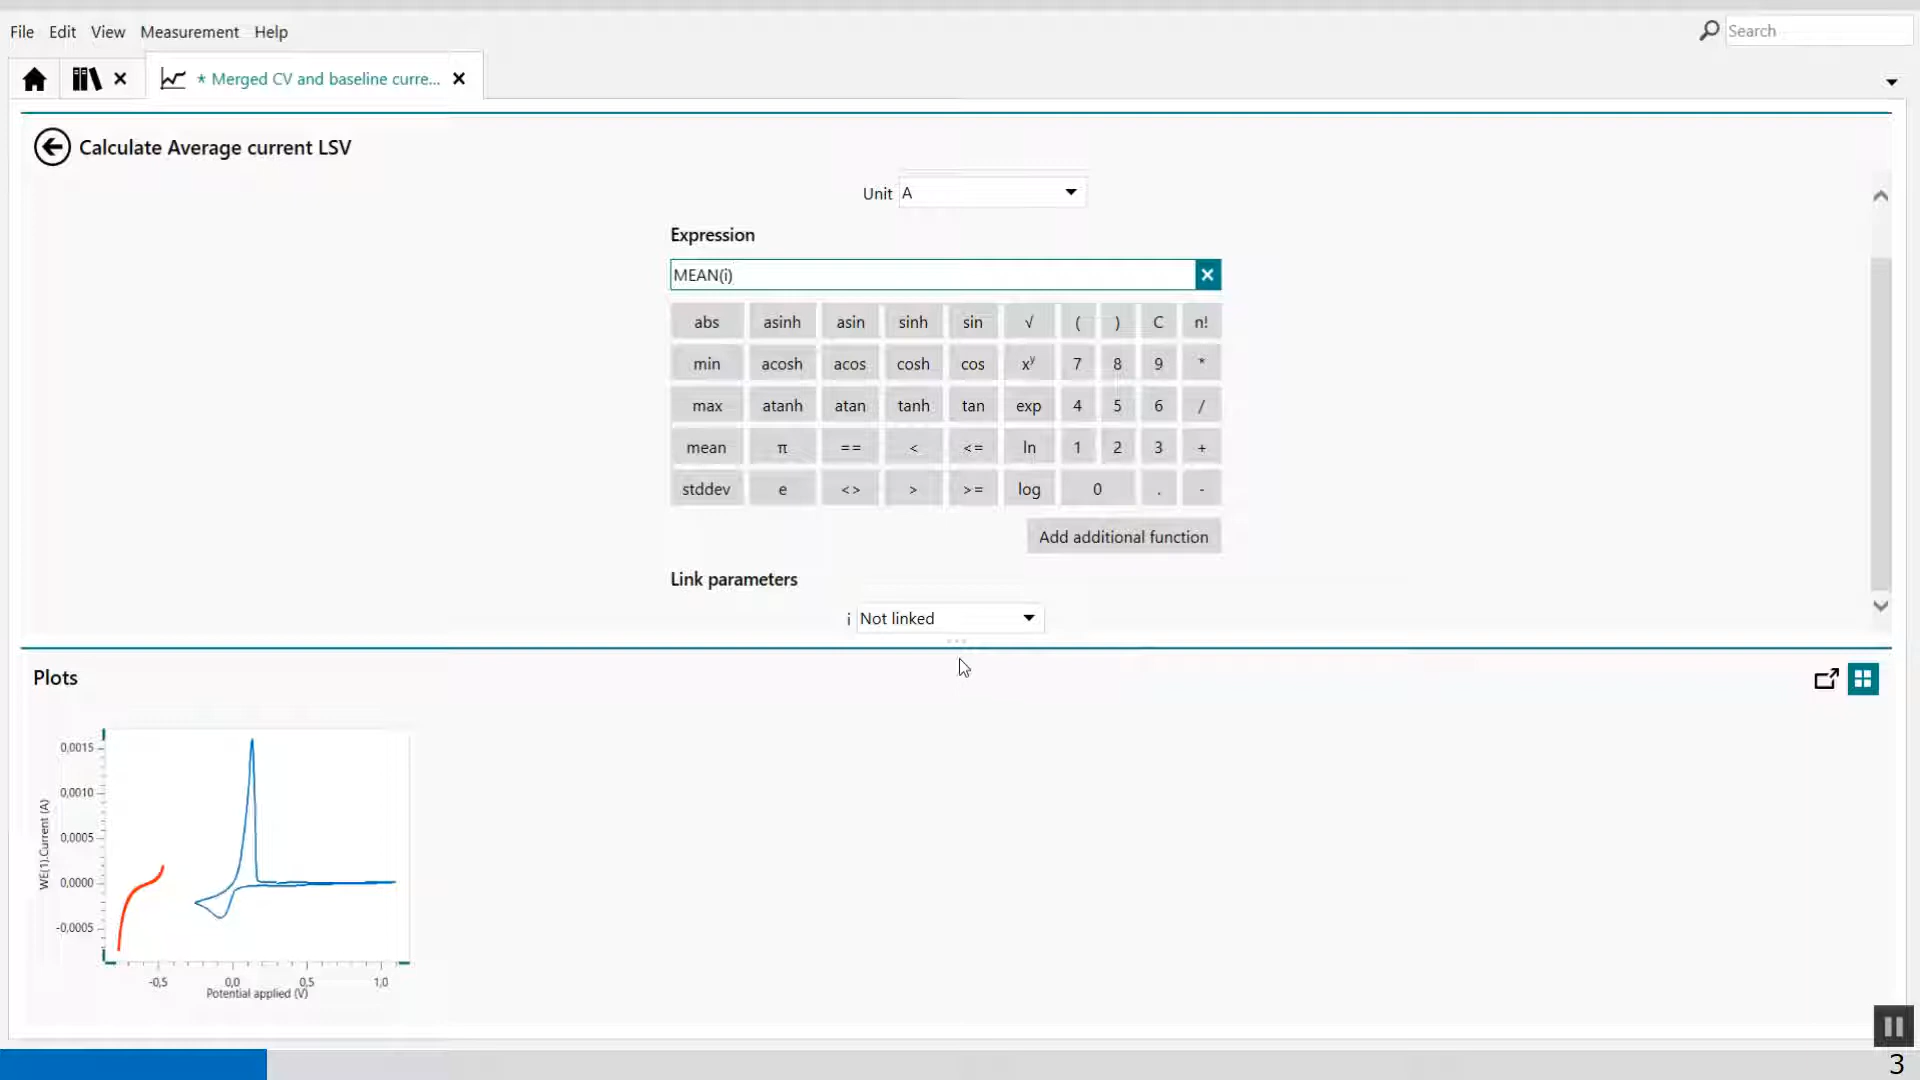 File Edit View Measurement Help
Search
* Merged CV and baseline curre...
Calculate Average current LSV
Unit A
Expression
MEAN(i)
abs asinh asin sinh sin √ ( ) C n!
min acosh acos cosh cos xʸ 7 8 9 *
max atanh atan tanh tan exp 4 5 6 /
mean π == < <= ln 1 2 3 +
stddev e <> > >= log 0 . -
Add additional function
Link parameters
i Not linked
Plots
0,0015
0,0010
0,0005
0,0000
-0,0005
WE(1).Current (A)
-0,5 0,0 0,5 1,0
Potential applied (V)
3